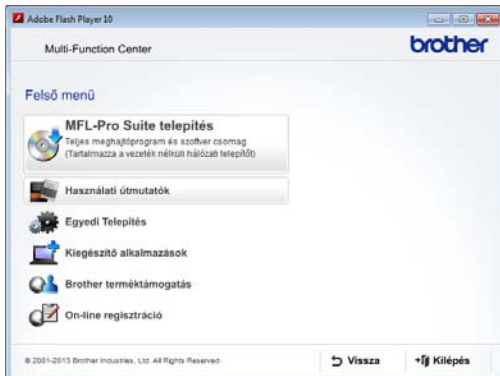 Adobe Flash Player 10
Multi-Function Center
brother
Felső menü
MFL-Pro Suite telepítés
Teljes meghajtóprogram és szoftver csomag
(Tartalmazza a vezeték nélküli hálózati telepítőt)
Használati útmutatók
Egyedi Telepítés
Kiegészítő alkalmazások
Brother terméktámogatás
On-line regisztráció
© 2001-2013 Brother Industries, Ltd. All Rights Reserved.
Vissza
Kilépés